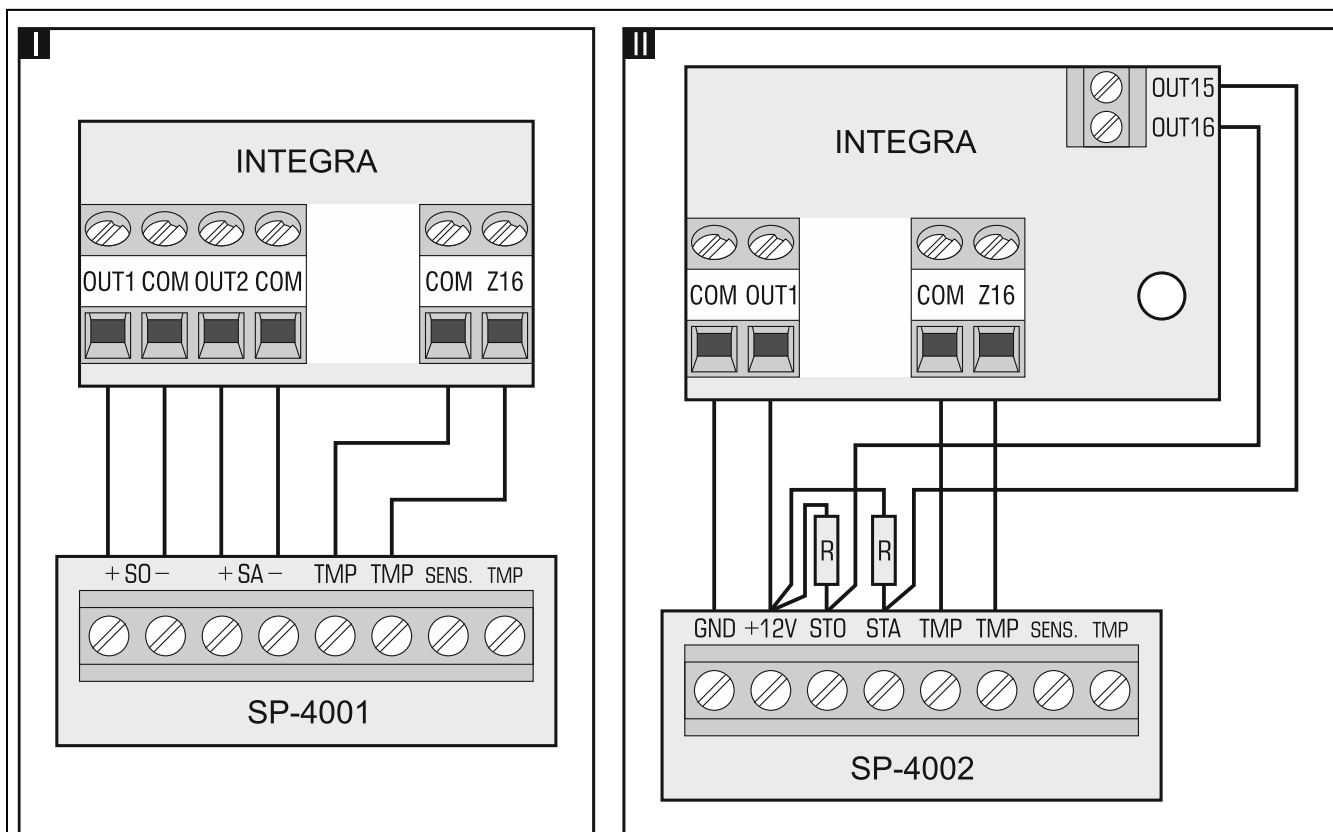 I
INTEGRA
OUT1 COM OUT2 COM
COM Z16
+ SO – + SA – TMP TMP SENS. TMP
SP-4001
II
OUT15
OUT16
INTEGRA
COM OUT1
COM Z16
R R
GND +12V STO STA TMP TMP SENS. TMP
SP-4002